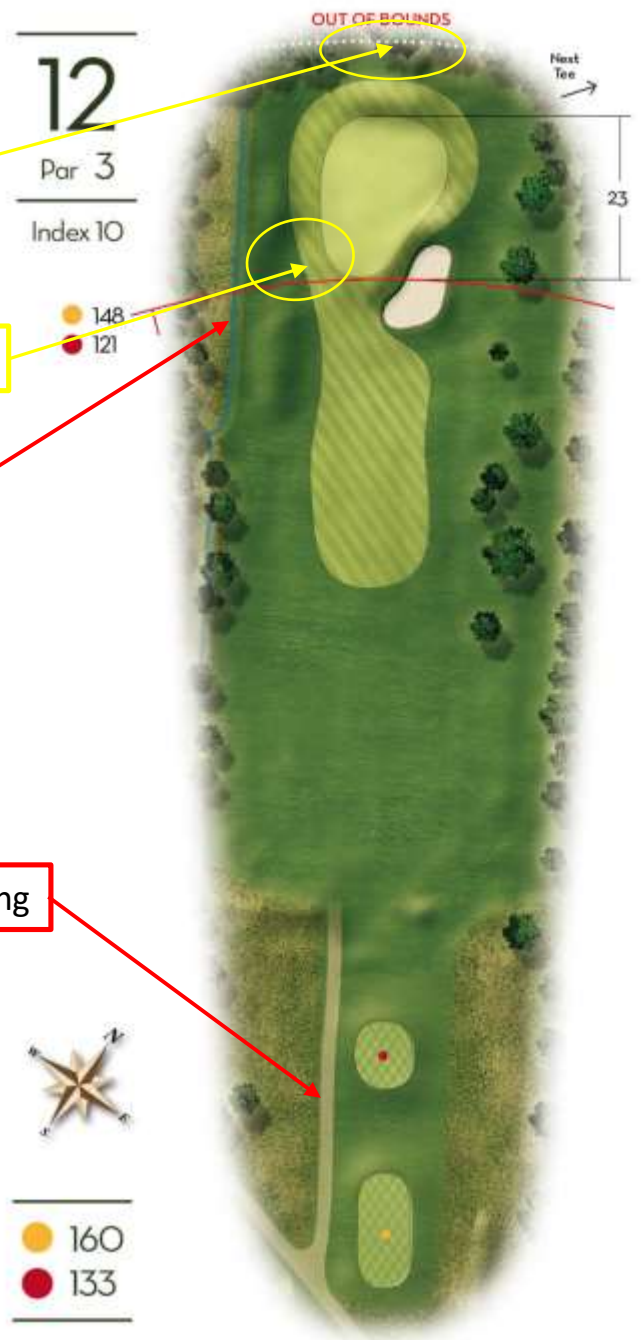 OUT OF BOUNDS
12
Par 3
Index 10
Next
Tee
23
148
121
ng
N
W
E
S
160
133